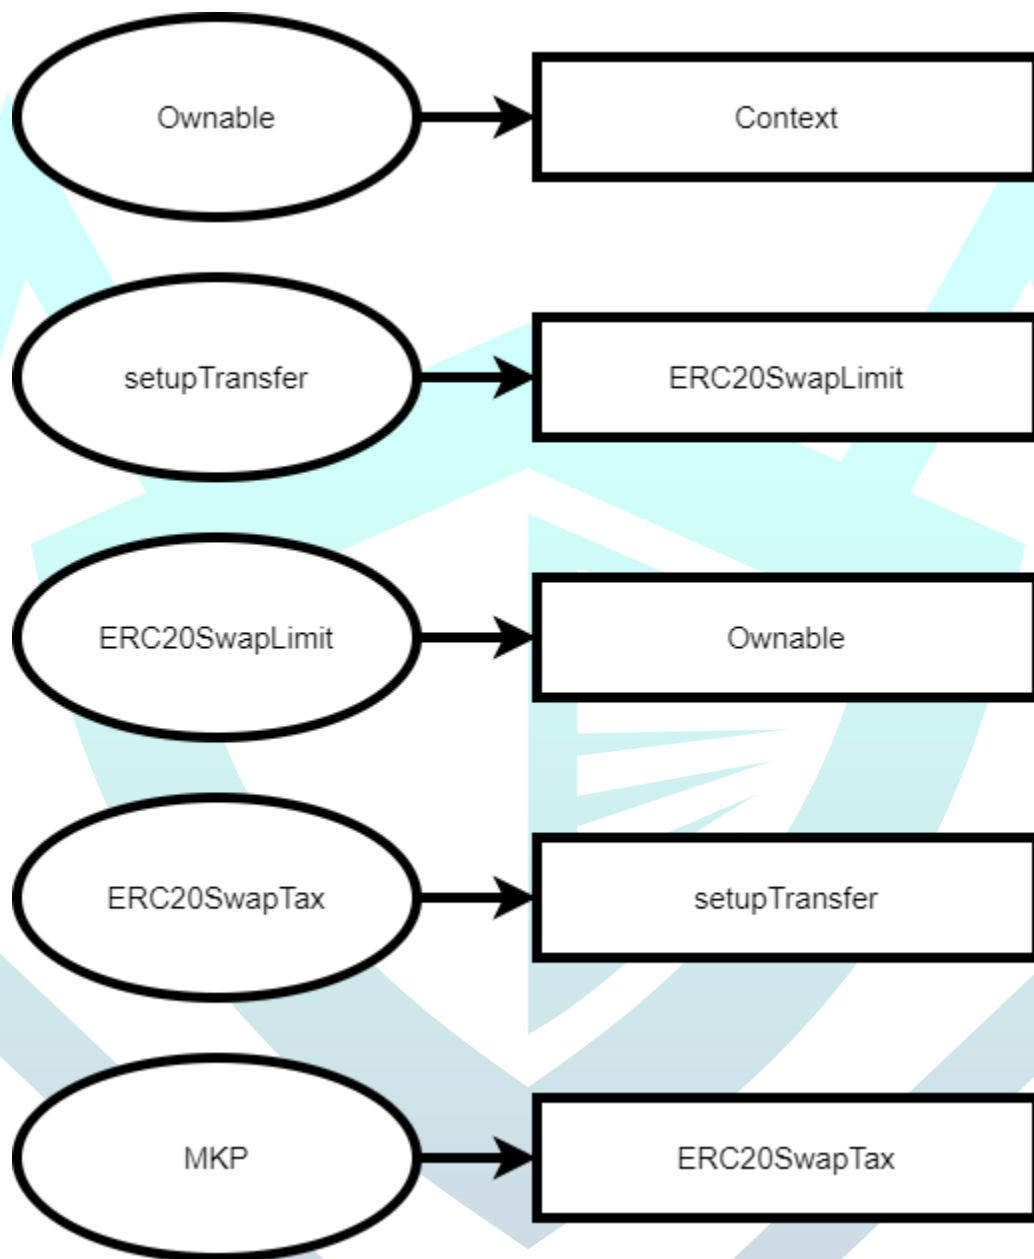 Ownable
Context
setupTransfer
ERC20SwapLimit
ERC20SwapLimit
Ownable
ERC20SwapTax
setupTransfer
MKP
ERC20SwapTax